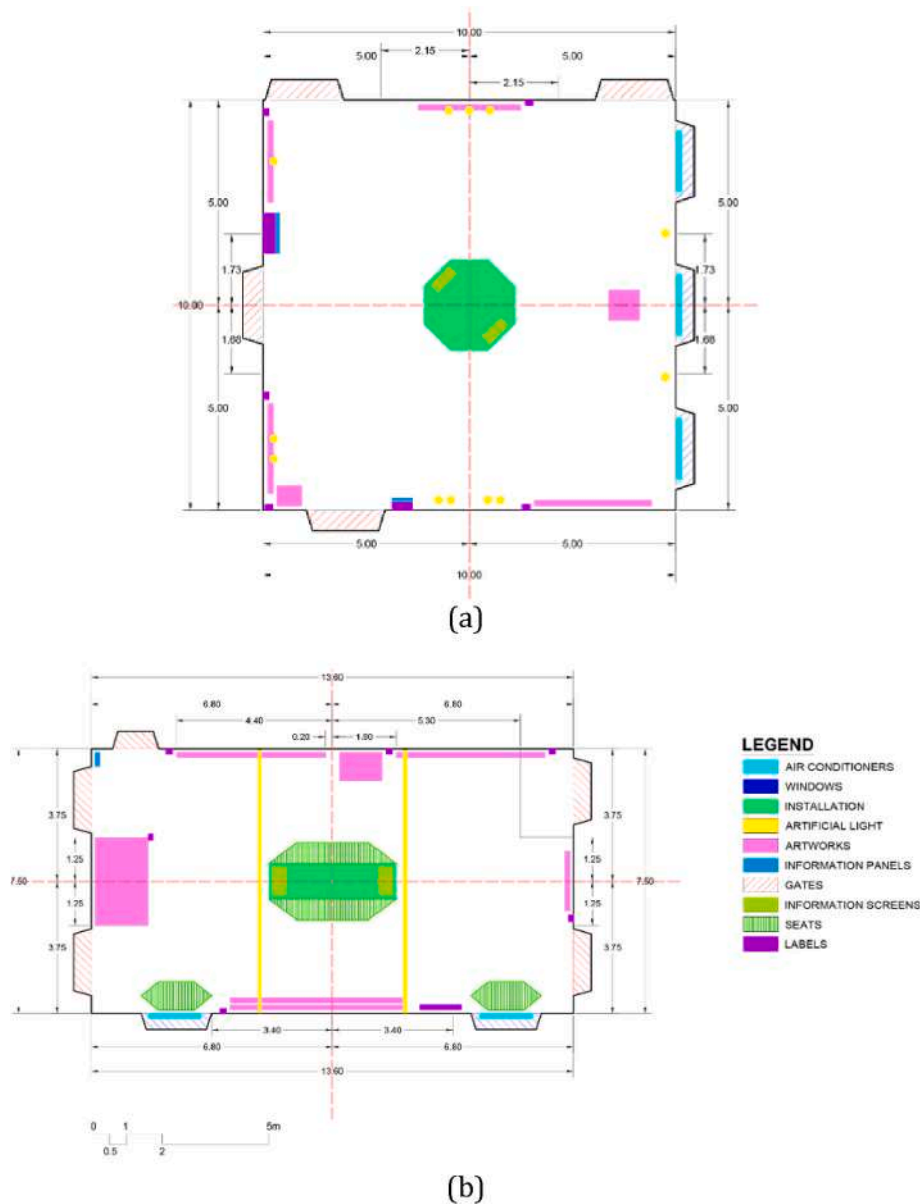 10.00
5.00 2.15 5.00
2.15
5.00 5.00
1.73 1.73
10.00
1.68 1.68
5.00 5.00
5.00 5.00
10.00
(a)
13.60
6.80 6.80
4.40 5.30
0.20 1.80
3.75 3.75
1.25 1.25
7.50 7.50
1.25 1.25
3.75 3.75
3.40 3.40
6.80 6.80
13.60
0 1 5m
0.5 2
LEGEND
AIR CONDITIONERS
WINDOWS
INSTALLATION
ARTIFICIAL LIGHT
ARTWORKS
INFORMATION PANELS
GATES
INFORMATION SCREENS
SEATS
LABELS
(b)